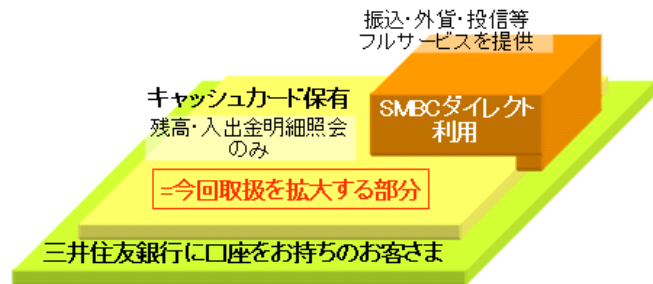 振込・外貨・投信等
フルサービスを提供
キャッシュカード保有
残高・入出金明細照会
のみ
SMBCダイレクト
利用
=今回取扱を拡大する部分
三井住友銀行に口座をお持ちのお客さま